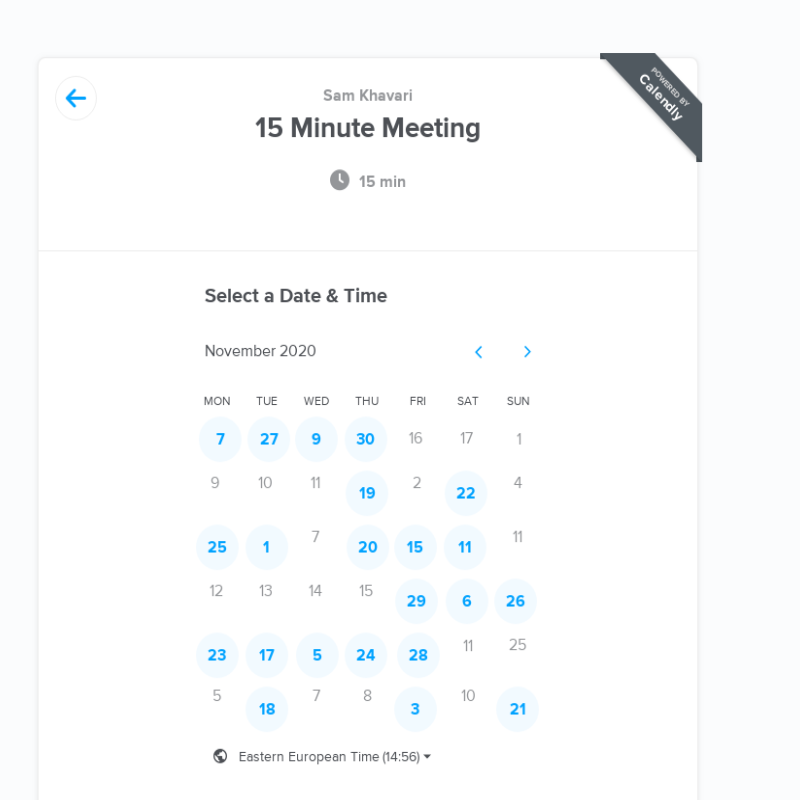 POWERED BY
Calendly
Sam Khavari
15 Minute Meeting
15 min
Select a Date & Time
November 2020
MON TUE WED THU FRI SAT SUN
7 27 9 30 16 17 1
9 10 11 19 2 22 4
25 1 7 20 15 11 11
12 13 14 15 29 6 26
23 17 5 24 28 11 25
5 18 7 8 3 10 21
Eastern European Time (14:56)